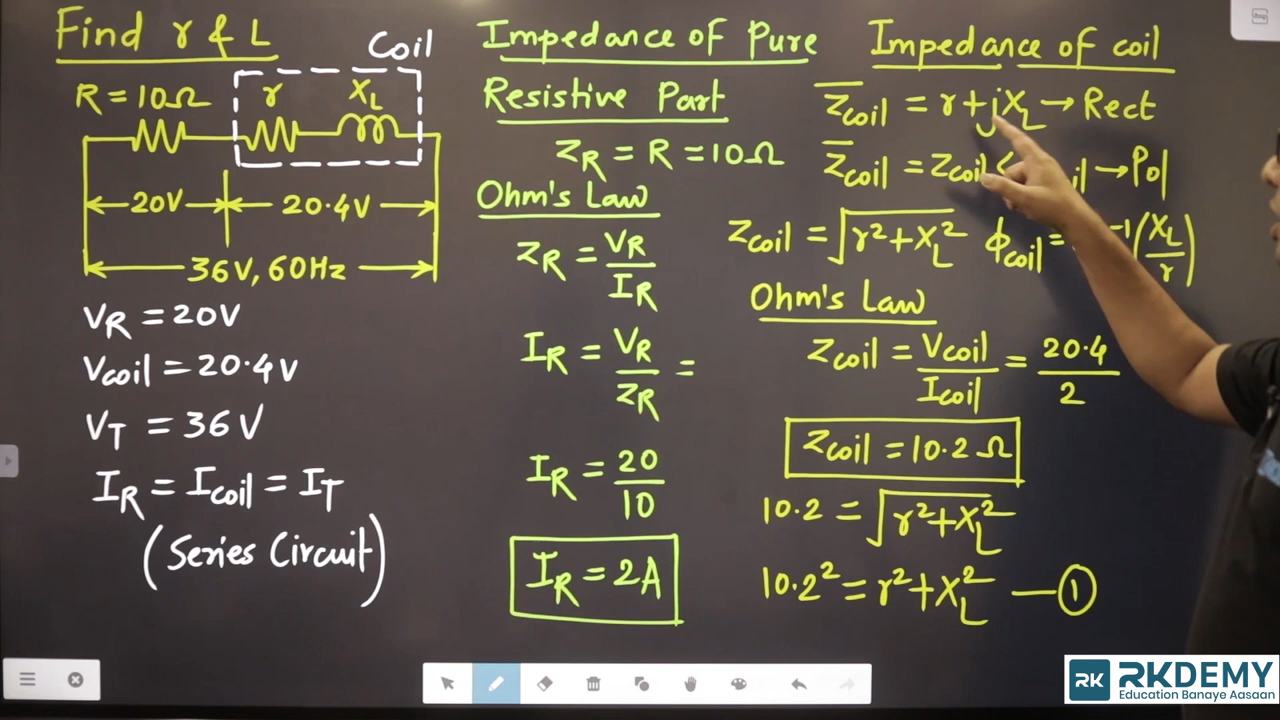 Find r & L
Coil
R = 10Ω
r
XL
20V
20.4V
36V, 60Hz
VR = 20V
Vcoil = 20.4V
VT = 36V
IR = Icoil = IT
(Series Circuit)
Impedance of Pure
Resistive Part
ZR = R = 10Ω
Ohm's Law
ZR = VR/IR
IR = VR/ZR =
IR = 20/10
IR = 2A
Impedance of coil
Z̅coil = r + jXL → Rect
Z̅coil = Zcoil < → Pol
Zcoil = √(r² + XL²) ϕcoil = ⁻¹(XL/r)
Ohm's Law
Zcoil = Vcoil/Icoil = 20.4/2
Zcoil = 10.2Ω
10.2 = √(r² + XL²)
10.2² = r² + XL² — ①
RK RKDEMY
Education Banaye Aasaan